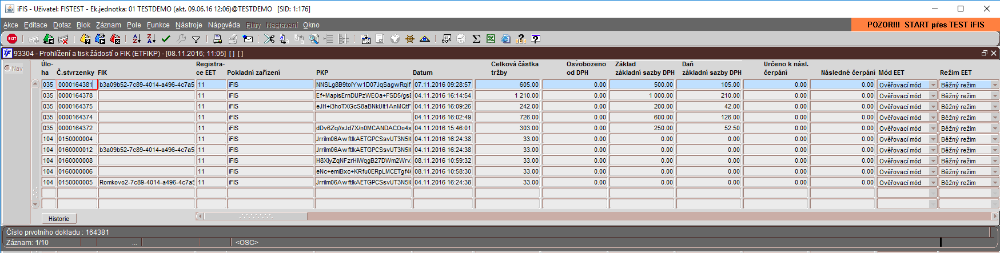 iFIS - Uživatel: FISTEST - Ek.jednotka: 01 TESTDEMO (akt. 09.06.16 12:06)@TESTDEMO [SID: 1:176]
Akce Editace Dotaz Blok Záznam Pole Funkce Nástroje Nápověda Filtry Nastavení Okno
POZOR!!! START přes TEST iFIS
EXIT
93304 - Prohlížení a tisk žádostí o FIK (ETFIKP) - [08.11.2016; 11:05] [ ] [ ]
Nav
Úlo-ha Č.stvrzenky FIK Registra-ce EET Pokladní zařízení PKP Datum Celková částka tržby Osvobozeno od DPH Základ základní sazby DPH Daň základní sazby DPH Určeno k násl. čerpání Následné čerpání Mód EET Režim EET
035 0000164381 b3a09b52-7c89-4014-a496-4c7a5 11 iFIS NNSLg8B9tolYw1D07JqSagwRqif 07.11.2016 09:28:57 605.00 0.00 500.00 105.00 0.00 0.00 Ověřovací mód Běžný režim
035 0000164378 11 iFIS Ef+MapisErnDlJPzWEOa+FSD5/gsE 04.11.2016 16:14:54 1 210.00 0.00 1 000.00 210.00 0.00 0.00 Ověřovací mód Běžný režim
035 0000164375 11 iFIS eJH+i3hoTXGcS8aBNkUlt1AnMQtF 04.11.2016 16:09:26 242.00 0.00 200.00 42.00 0.00 0.00 Ověřovací mód Běžný režim
035 0000164374 11 iFIS 04.11.2016 16:02:49 726.00 0.00 600.00 126.00 0.00 0.00 Ověřovací mód Běžný režim
035 0000164372 11 iFIS dDv6Zq//xJd7X/n0MCANDACOo4x 04.11.2016 15:46:01 303.00 0.00 250.00 52.50 0.00 0.00 Ověřovací mód Běžný režim
104 0150000004 11 iFIS Jrrilm06AwftlkAETGPCSsvUT3N5I 04.11.2016 16:24:38 33.00 0.00 0.00 0.00 0.00 0.00 Ověřovací mód Běžný režim
104 0160000012 b3a09b52-7c89-4014-a496-4c7a5 11 iFIS Jrrilm06AwftlkAETGPCSsvUT3N5I 04.11.2016 16:24:38 33.00 0.00 0.00 0.00 0.00 0.00 Ověřovací mód Běžný režim
104 0160000008 11 iFIS H8XlyZqNFzrHiWqgB27DWm2Wrv 08.11.2016 10:59:32 33.00 0.00 0.00 0.00 0.00 0.00 Ověřovací mód Běžný režim
104 0160000006 11 iFIS eNc+emiBxc+KRfu0ERpLMCETgf4 08.11.2016 10:58:30 33.00 0.00 0.00 0.00 0.00 0.00 Ověřovací mód Běžný režim
104 0150000005 Romkovo2-7c89-4014-a496-4c7a5 11 iFIS Jrrilm06AwftlkAETGPCSsvUT3N5I 04.11.2016 16:24:38 33.00 0.00 0.00 0.00 0.00 0.00 Ověřovací mód Běžný režim
Historie
Číslo prvotního dokladu : 164381
Záznam: 1/10 ... <OSC>